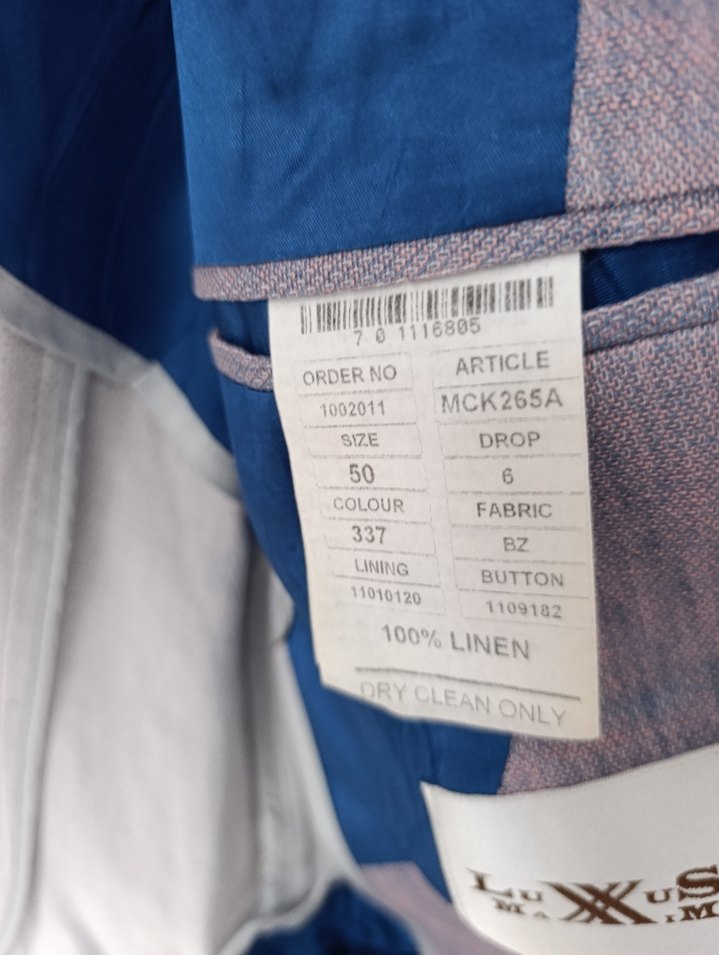 7 0 1116805
ORDER NO ARTICLE
1002011 MCK265A
SIZE DROP
50 6
COLOUR FABRIC
337 BZ
LINING BUTTON
11010120 1109182
100% LINEN
DRY CLEAN ONLY
LUXUS